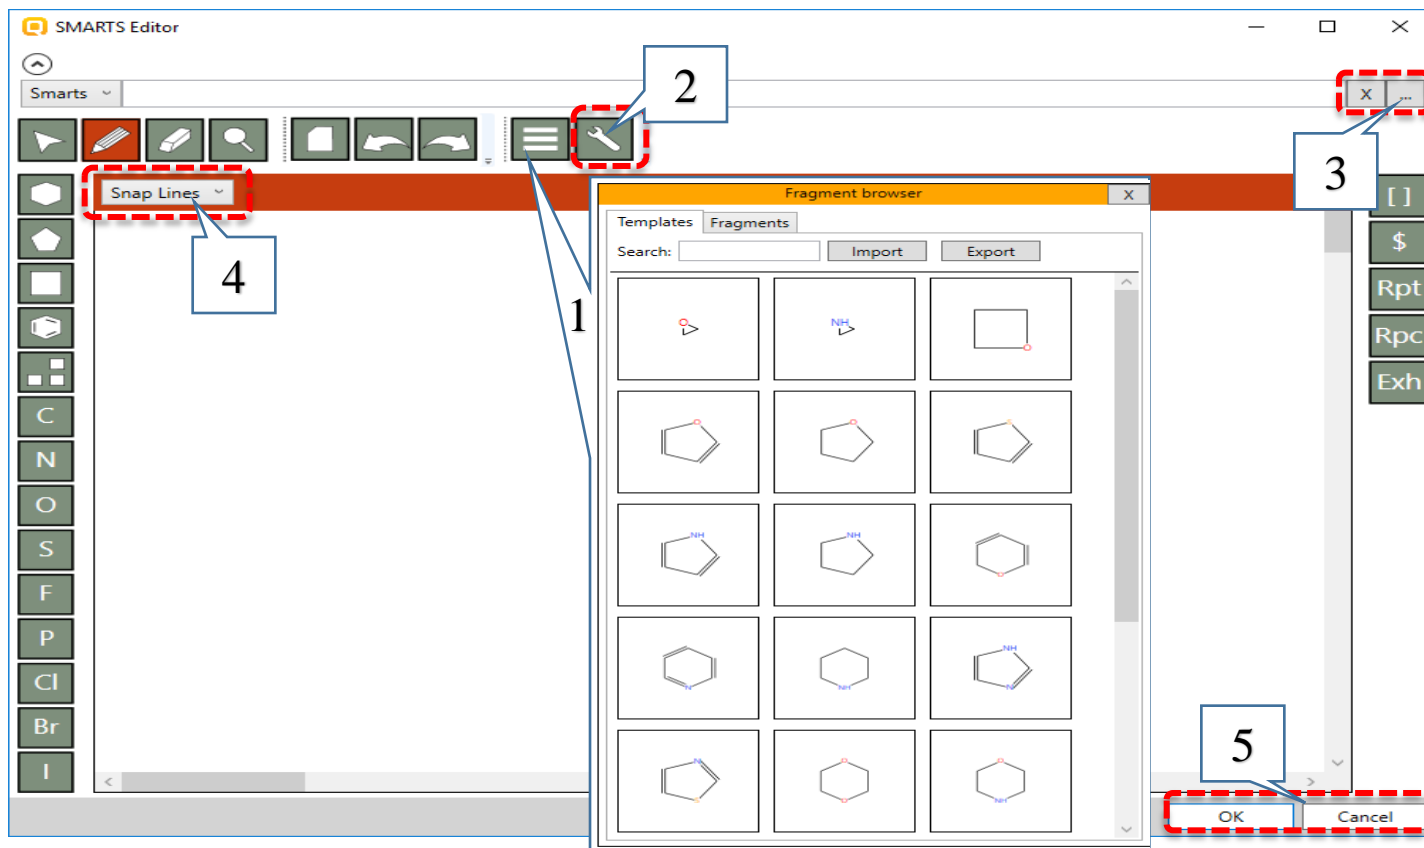 SMARTS Editor
2
Smarts
X ...
3
Snap Lines
Fragment browser X
[ ]
Templates Fragments
$
Search: Import Export
4
Rpt
1
O
NH
O
Rpc
Exh
C
O
O
S
N
O
S
NH
NH
O
F
P
N
NH
NH
N
Cl
Br
5
I
N
S
O
O
O
NH
OK Cancel